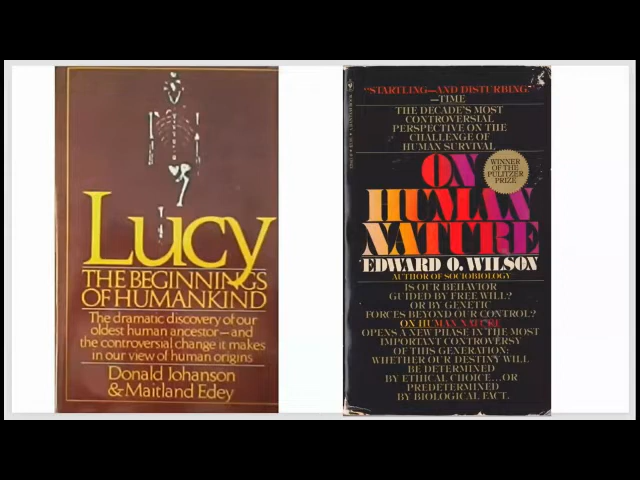 Lucy
THE BEGINNINGS
OF HUMANKIND
The dramatic discovery of our
oldest human ancestor—and
the controversial change it makes
in our view of human origins
Donald Johanson
& Maitland Edey
"STARTLING—AND DISTURBING."
—TIME
THE DECADE'S MOST
CONTROVERSIAL
PERSPECTIVE ON THE
CHALLENGE OF
HUMAN SURVIVAL
ON
HUMAN
NATURE
WINNER
OF THE
PULITZER
PRIZE
EDWARD O. WILSON
AUTHOR OF SOCIOBIOLOGY
IS OUR BEHAVIOR
GUIDED BY FREE WILL?
OR BY GENETIC
FORCES BEYOND OUR CONTROL?
ON HUMAN NATURE
OPENS A NEW PHASE IN THE MOST
IMPORTANT CONTROVERSY
OF THIS GENERATION:
WHETHER OUR DESTINY WILL
BE DETERMINED
BY ETHICAL CHOICE...OR
PREDETERMINED
BY BIOLOGICAL FACT.